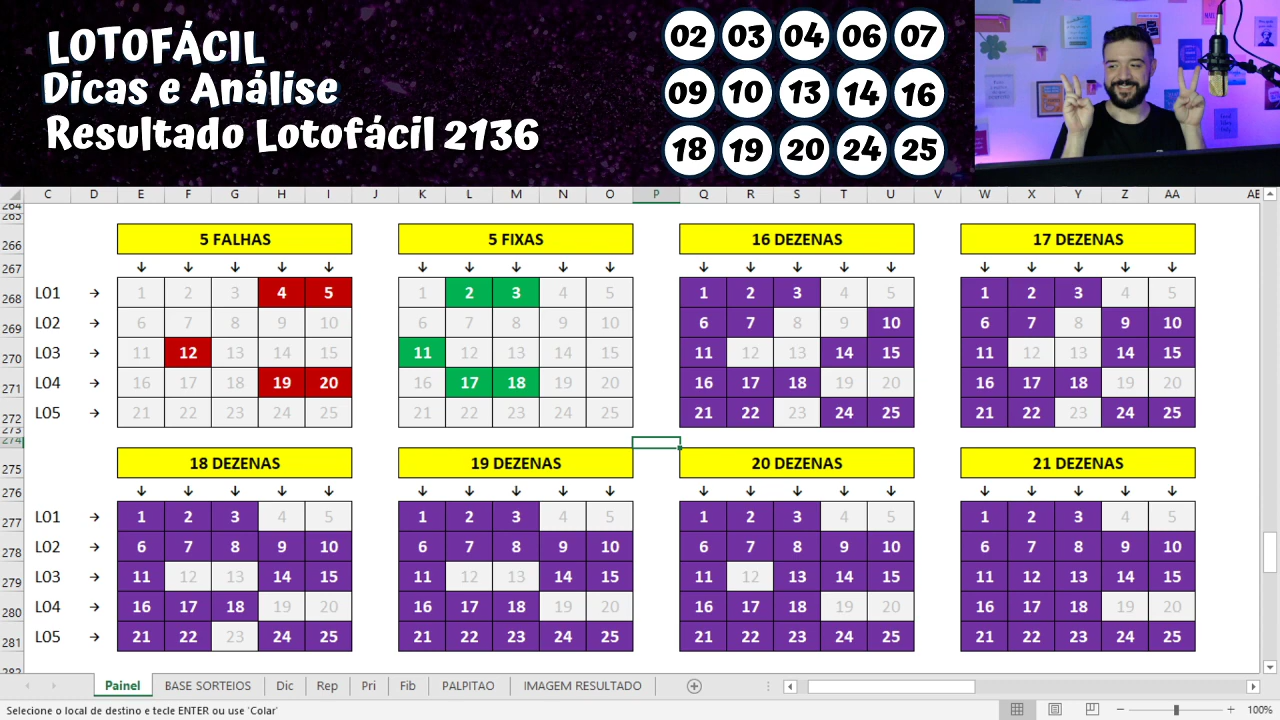 LOTOFÁCIL
Dicas e Análise
Resultado Lotofácil 2136
02 03 04 06 07
09 10 13 14 16
18 19 20 24 25
C D E F G H I J K L M N O P Q R S T U V W X Y Z AA AE
264
265
266 5 FALHAS 5 FIXAS 16 DEZENAS 17 DEZENAS
267 ↓ ↓ ↓ ↓ ↓ ↓ ↓ ↓ ↓ ↓ ↓ ↓ ↓ ↓ ↓ ↓ ↓ ↓ ↓ ↓
268 L01 → 1 2 3 4 5 1 2 3 4 5 1 2 3 4 5 1 2 3 4 5
269 L02 → 6 7 8 9 10 6 7 8 9 10 6 7 8 9 10 6 7 8 9 10
270 L03 → 11 12 13 14 15 11 12 13 14 15 11 12 13 14 15 11 12 13 14 15
271 L04 → 16 17 18 19 20 16 17 18 19 20 16 17 18 19 20 16 17 18 19 20
272 L05 → 21 22 23 24 25 21 22 23 24 25 21 22 23 24 25 21 22 23 24 25
273
274
275 18 DEZENAS 19 DEZENAS 20 DEZENAS 21 DEZENAS
276 ↓ ↓ ↓ ↓ ↓ ↓ ↓ ↓ ↓ ↓ ↓ ↓ ↓ ↓ ↓ ↓ ↓ ↓ ↓ ↓
277 L01 → 1 2 3 4 5 1 2 3 4 5 1 2 3 4 5 1 2 3 4 5
278 L02 → 6 7 8 9 10 6 7 8 9 10 6 7 8 9 10 6 7 8 9 10
279 L03 → 11 12 13 14 15 11 12 13 14 15 11 12 13 14 15 11 12 13 14 15
280 L04 → 16 17 18 19 20 16 17 18 19 20 16 17 18 19 20 16 17 18 19 20
281 L05 → 21 22 23 24 25 21 22 23 24 25 21 22 23 24 25 21 22 23 24 25
282
Painel BASE SORTEIOS Dic Rep Pri Fib PALPITAO IMAGEM RESULTADO
Selecione o local de destino e tecle ENTER ou use 'Colar' 100%